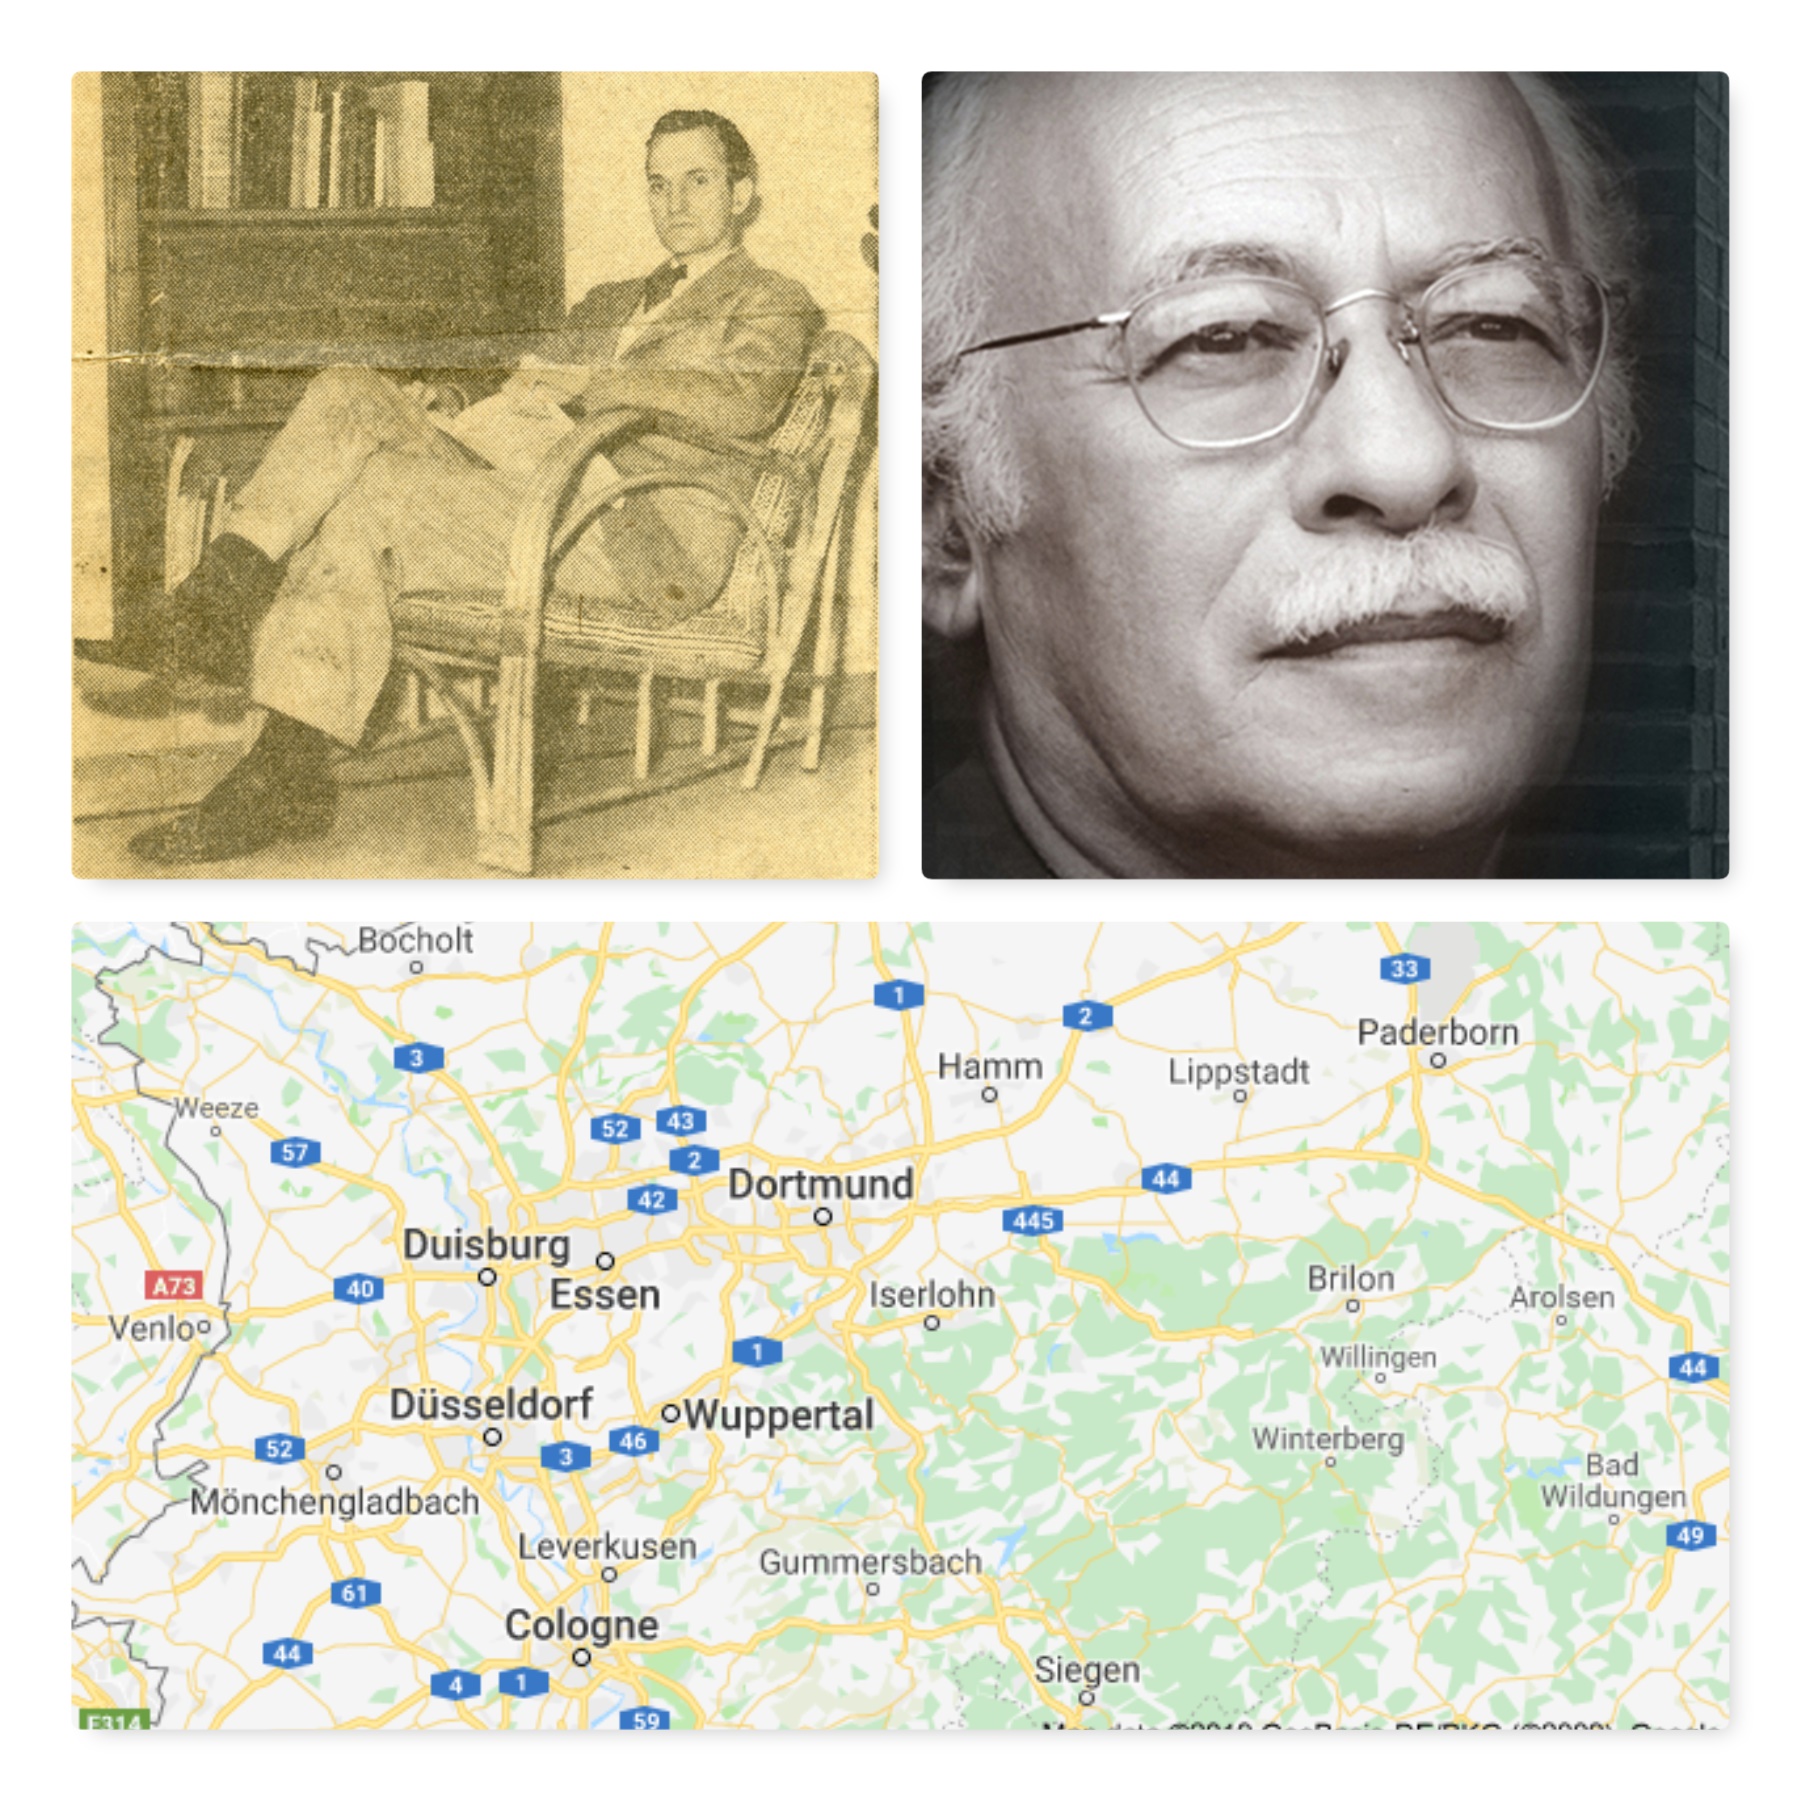 Bocholt
33
1
2
Paderborn
3
Hamm
Lippstadt
Weeze
52
43
57
2
Dortmund
44
42
445
Duisburg
A73
40
Essen
Iserlohn
Brilon
Arolsen
Venlo
1
Willingen
44
Düsseldorf
Wuppertal
52
3
46
Winterberg
Bad
Wildungen
Mönchengladbach
49
Leverkusen
Gummersbach
61
Cologne
44
4
1
Siegen
59
E314